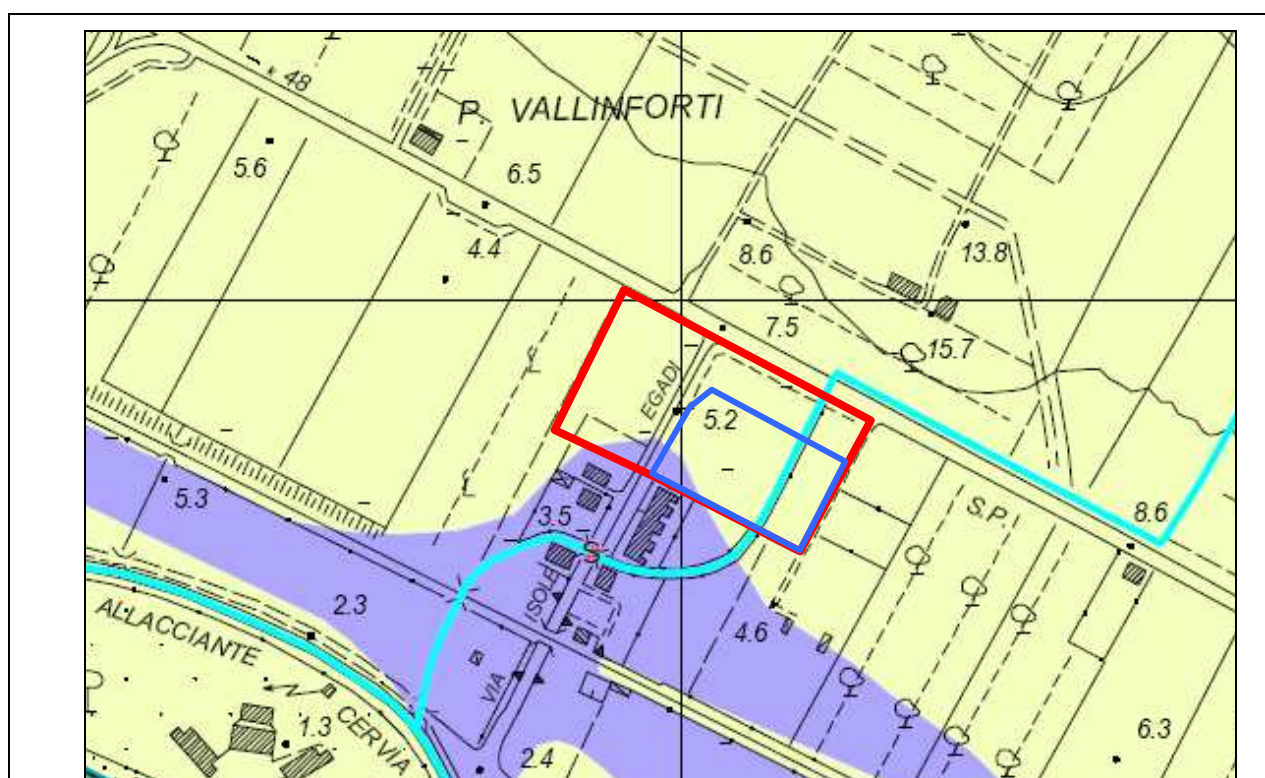 k 48
P. VALLINFORTI
5.6
6.5
4.4
8.6
13.8
7.5
15.7
EGADI
5.2
5.3
3.5
S
S.P.
8.6
2.3
ISOLE
4.6
ALLACCIANTE
VIA
CERVIA
1.3
6.3
2.4